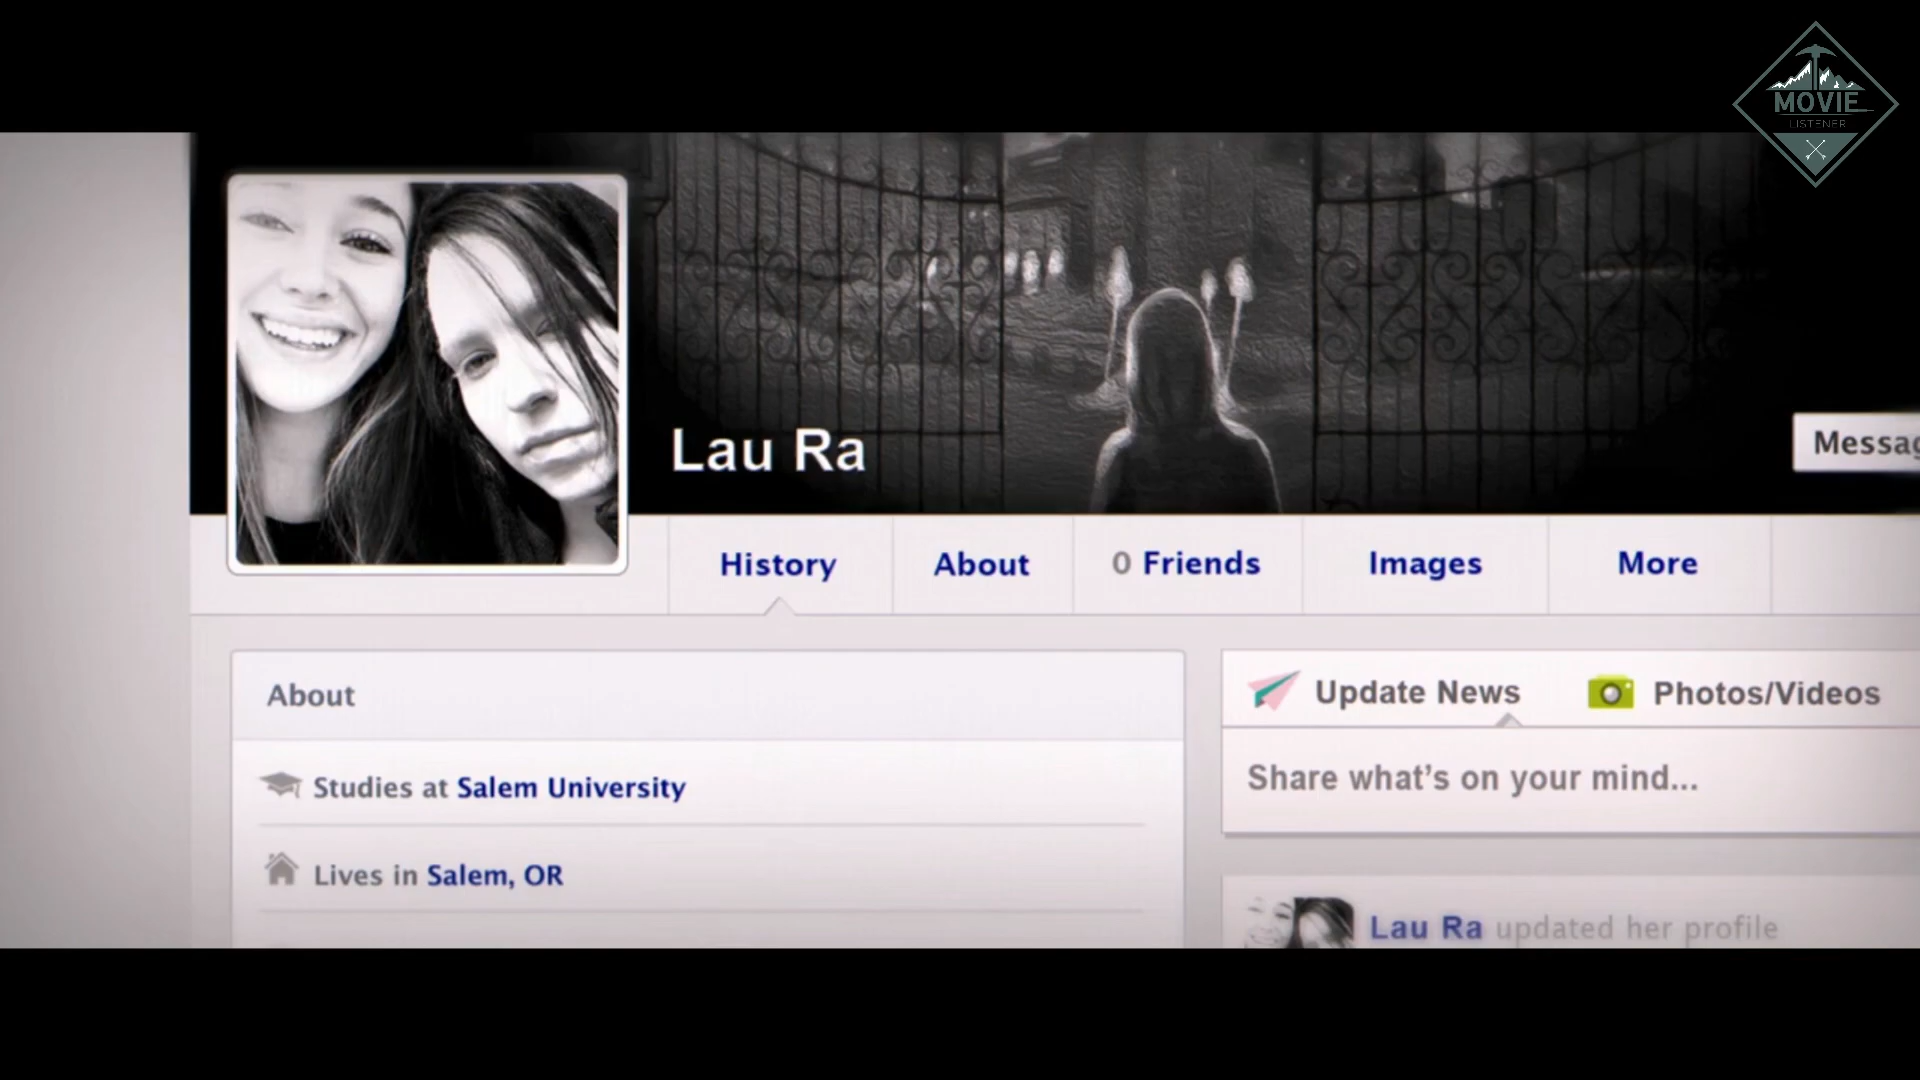 MOVIE
LISTENER
Lau Ra
Messag
History
About
0 Friends
Images
More
About
Studies at Salem University
Lives in Salem, OR
Update News
Photos/Videos
Share what's on your mind...
Lau Ra updated her profile